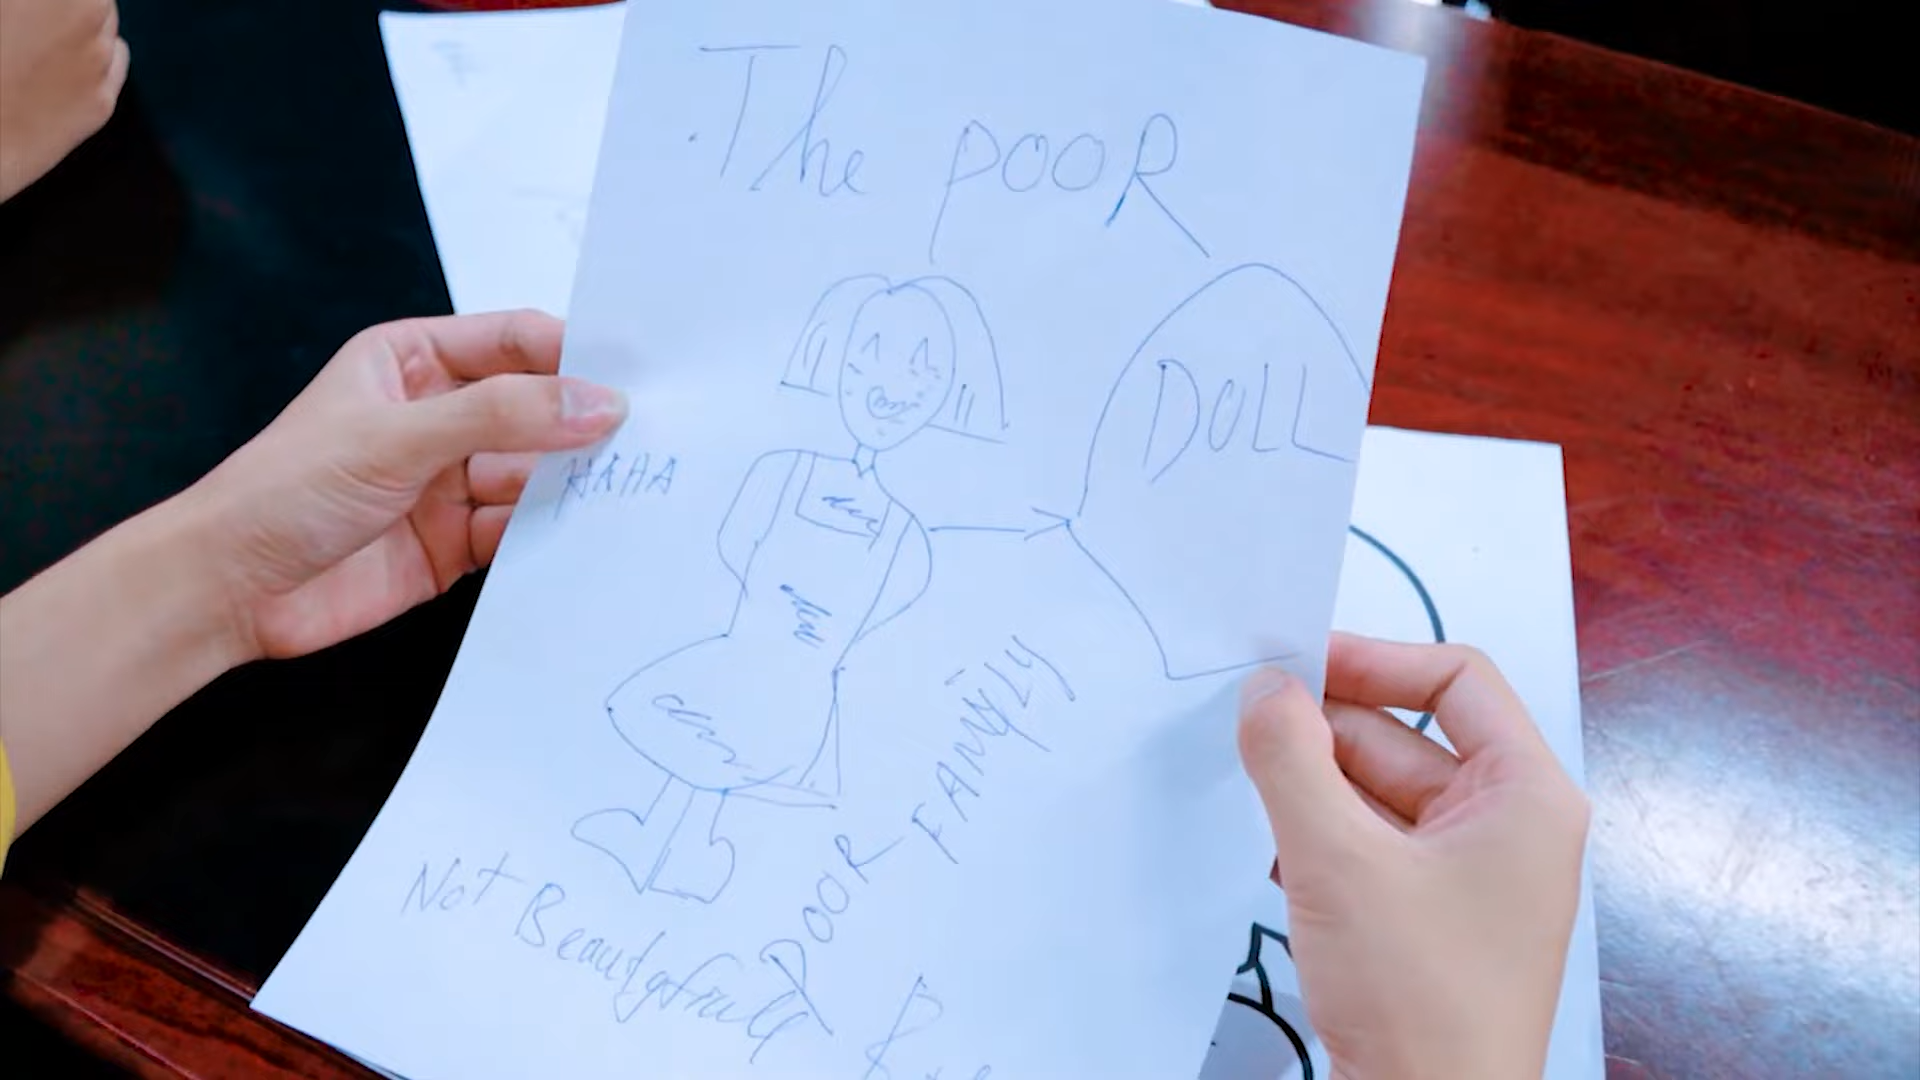 The POOR
DOLL
HAHA
POOR FAMILY
Not Beautyfull